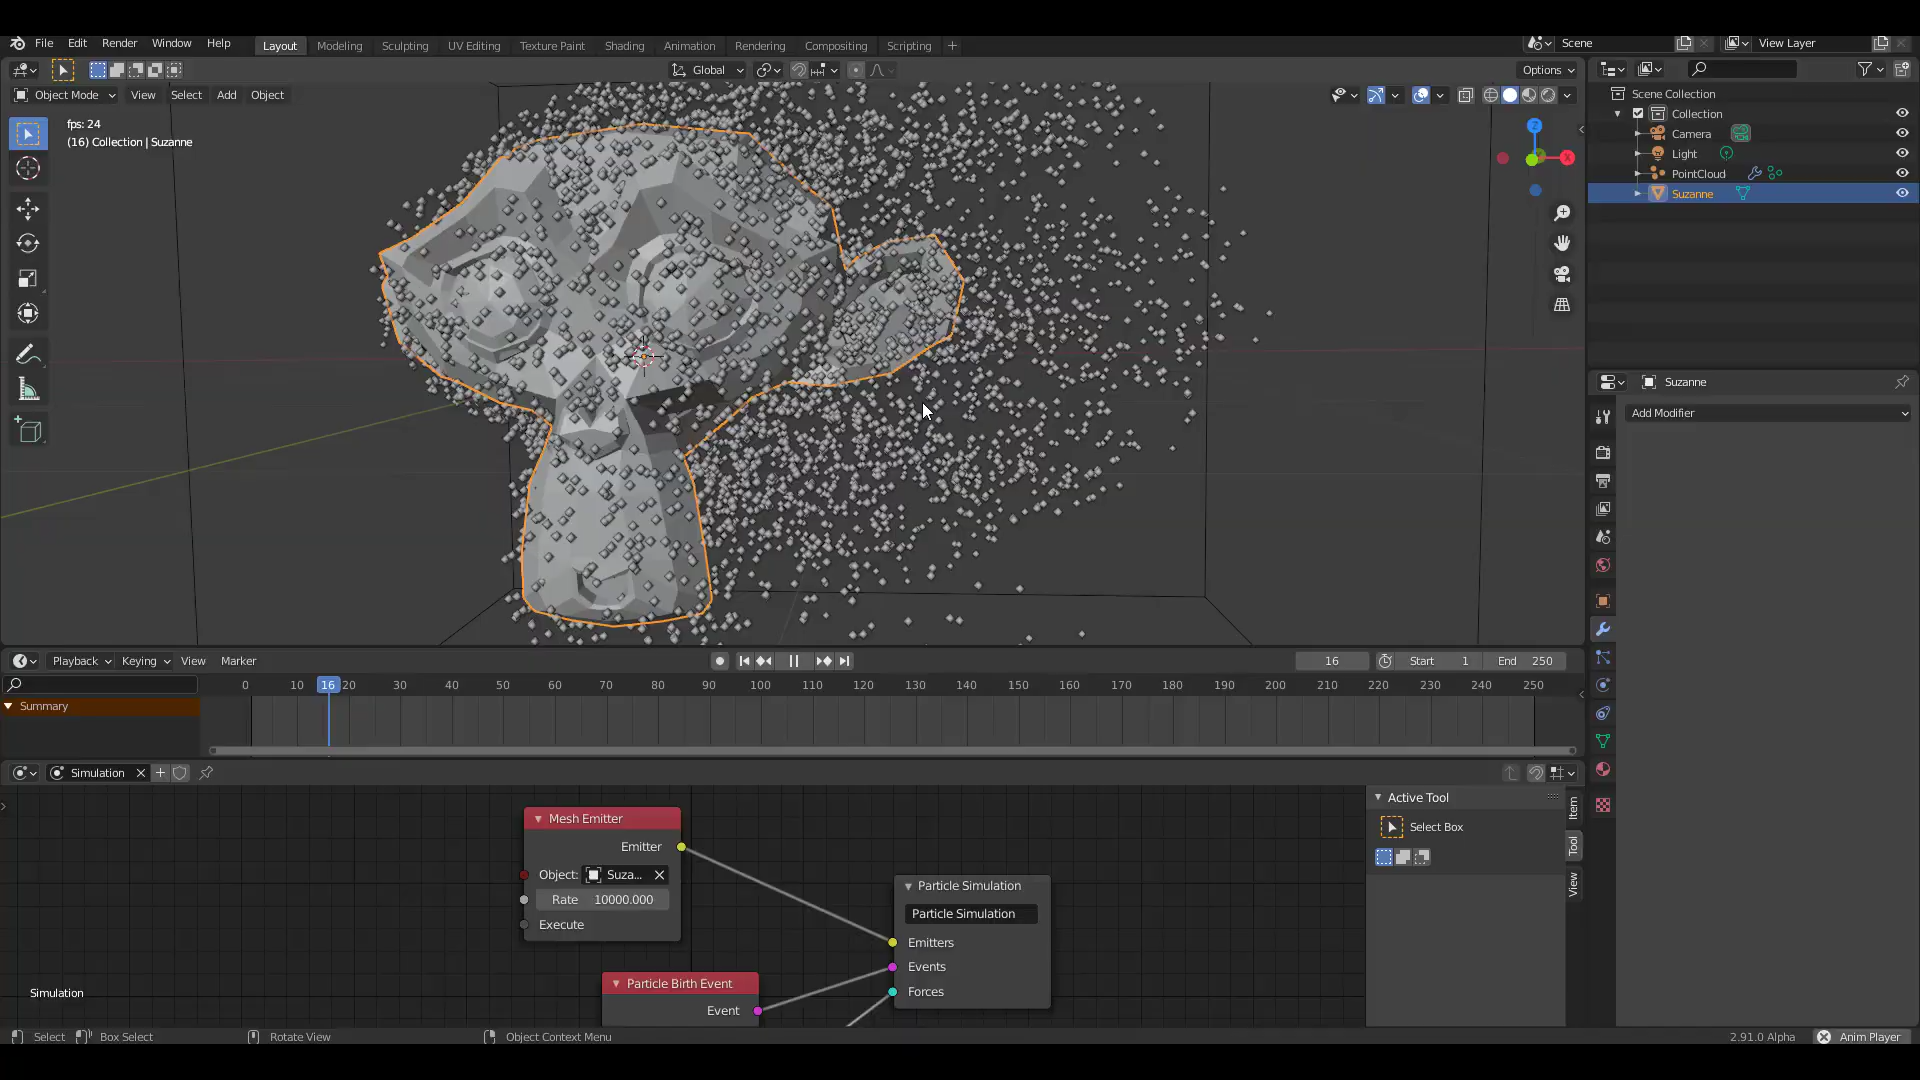 File Edit Render Window Help Layout Modeling Sculpting UV Editing Texture Paint Shading Animation Rendering Compositing Scripting + Scene View Layer
Global Options
Object Mode View Select Add Object
fps: 24
(16) Collection | Suzanne
Z
X
Scene Collection
Collection
Camera
Light
PointCloud
Suzanne
Suzanne
Add Modifier
Playback Keying View Marker 16 Start 1 End 250
0 10 16 20 30 40 50 60 70 80 90 100 110 120 130 140 150 160 170 180 190 200 210 220 230 240 250
Summary
Simulation
Mesh Emitter
Emitter
Object: Suza...
Rate 10000.000
Execute
Particle Birth Event
Event
Particle Simulation
Particle Simulation
Emitters
Events
Forces
Active Tool
Select Box
Item
Tool
View
Simulation
Select Box Select Rotate View Object Context Menu 2.91.0 Alpha Anim Player